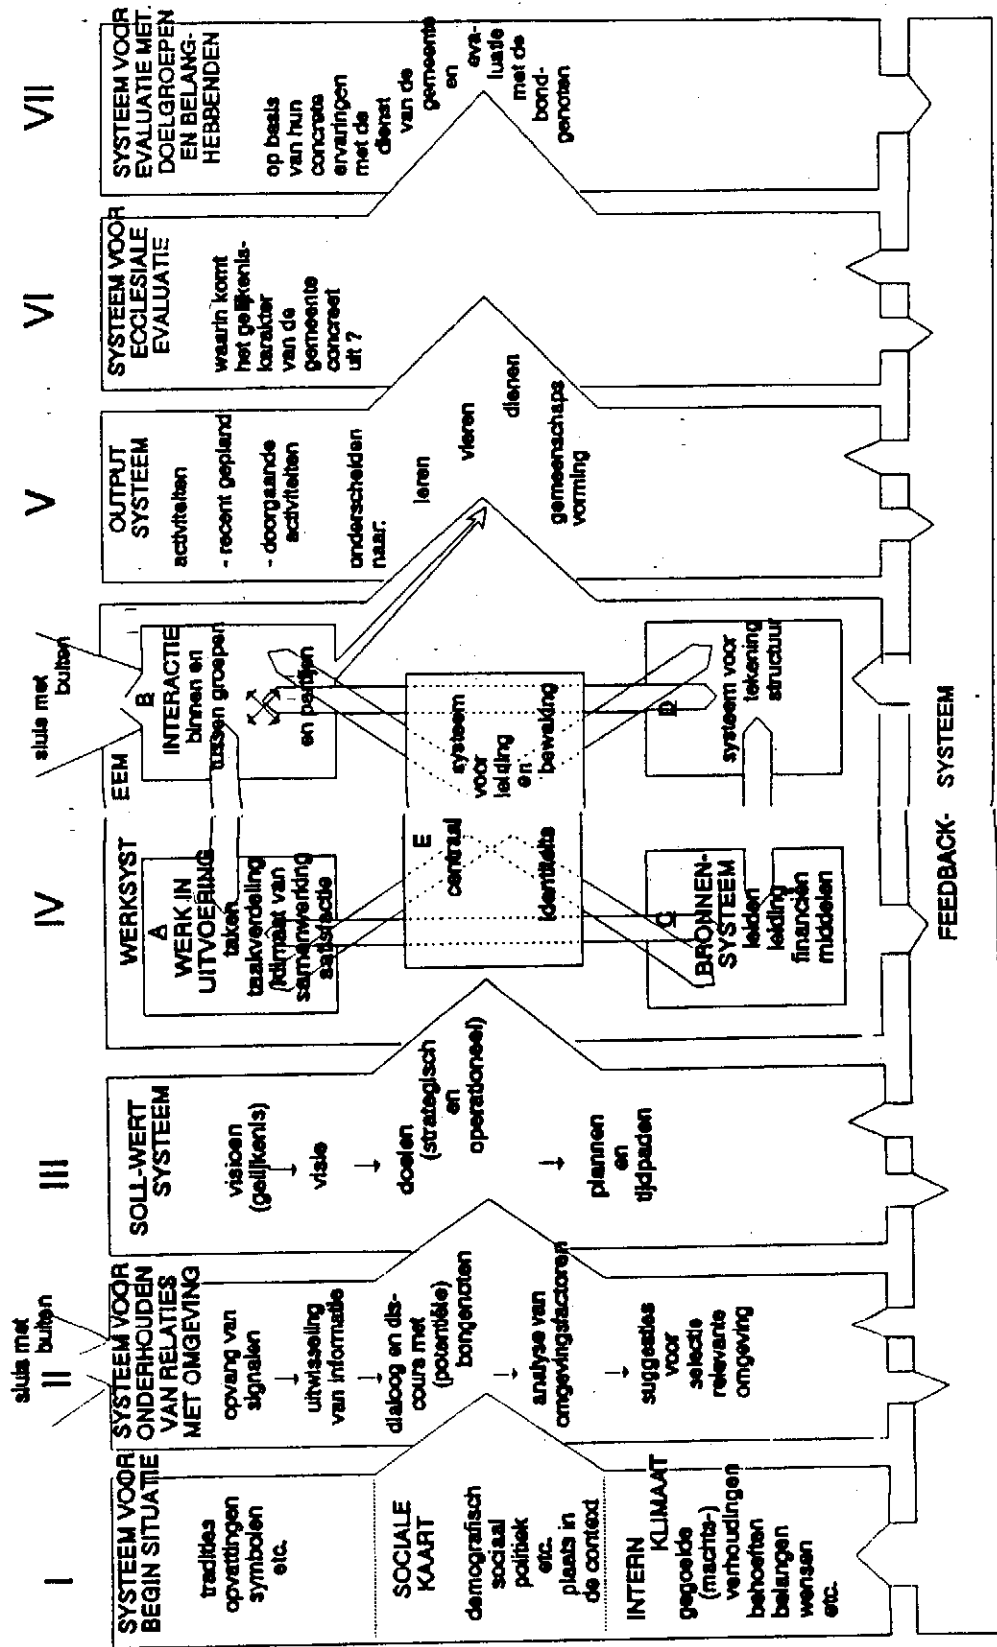 I
SYSTEEM VOOR
BEGIN SITUATIE
tradities
opvattingen
symbolen
etc.
SOCIALE
KAART
demografisch
sociaal
politiek
etc.
plaats in
de context
INTERN
KLIMAAT
gegoelde
(machts-)
verhoudingen
behoeften
belangen
wensen
etc.
sluis met
buiten
II
SYSTEEM VOOR
ONDERHOUDEN
VAN RELATIES
MET OMGEVING
opvang van
signalen
uitwisseling
van informatie
dialoog en dis-
cours met
(potentiële)
bongenoten
analyse van
omgevingsfactoren
suggesties
voor
selectie
relevante
omgeving
III
SOLL-WERT
SYSTEEM
visioen
(gelijkenis)
visie
doelen
(strategisch
en
operationeel)
plannen
en
tijdpaden
IV
WERKSYST EEM
A
WERK IN
UITVOERING
taken
taakverdeling
(klimaat van
samenwerking
satisfactie
sluis met
buiten
B
INTERACTIE
binnen en
tussen groepen
en partijen
E
centraal
systeem
voor
leiding
en
identiteits
bewaking
C
BRONNEN-
SYSTEEM
leiden
leiding
financiën
middelen
D
systeem voor
tekening
structuur
V
OUTPUT
SYSTEEM
activiteiten
- recent gepland
- doorgaande
activiteiten
onderscheiden
naar:
leren
vieren
dienen
gemeenschaps
vorming
VI
SYSTEEM VOOR
ECCLESIALE
EVALUATIE
waarin komt
het gelijkenis-
karakter
van de
gemeente
concreet
uit ?
VII
SYSTEEM VOOR
EVALUATIE MET.
DOELGROEPEN
EN BELANG-
HEBBENDEN
op basis
van hun
concrete
ervaringen
met de
dienst
van de
gemeente
en eva-
luatie
met de
bond-
genoten
FEEDBACK- SYSTEEM